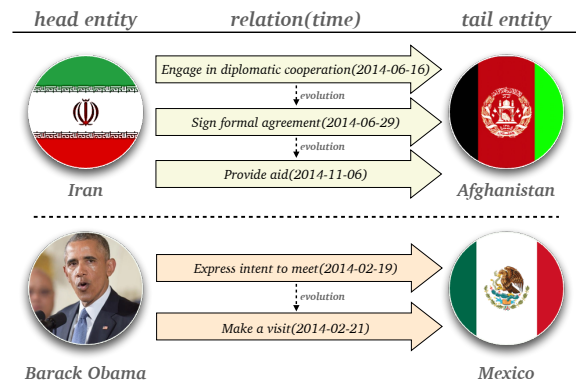 head entity relation(time) tail entity
Engage in diplomatic cooperation(2014-06-16)
evolution
Sign formal agreement(2014-06-29)
evolution
Provide aid(2014-11-06)
Iran Afghanistan
Express intent to meet(2014-02-19)
evolution
Make a visit(2014-02-21)
Barack Obama Mexico